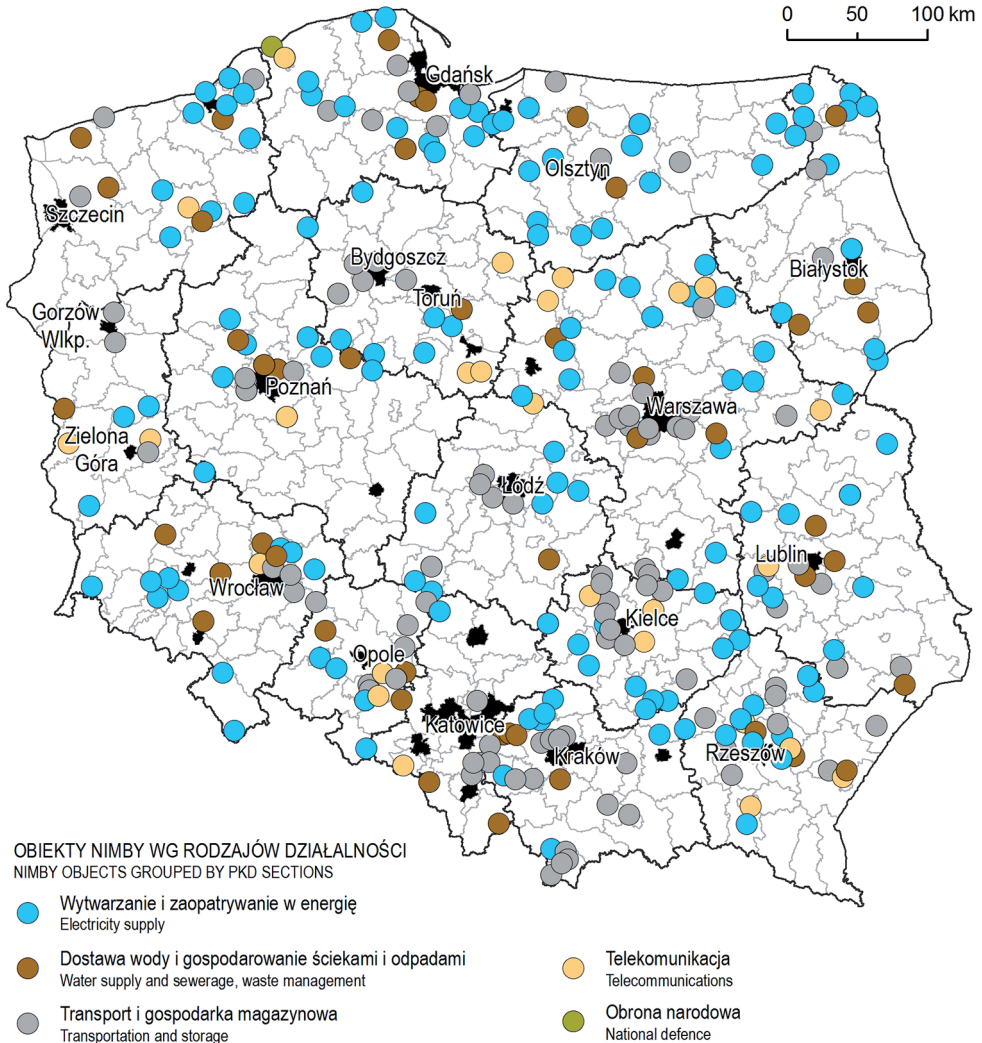 0 50 100 km
Gdańsk
Olsztyn
Szczecin
Bydgoszcz
Białystok
Toruń
Gorzów
Wlkp.
Poznań
Warszawa
Zielona
Góra
Łódź
Lublin
Wrocław
Kielce
Opole
Katowice
Kraków
Rzeszów
OBIEKTY NIMBY WG RODZAJÓW DZIAŁALNOŚCI
NIMBY OBJECTS GROUPED BY PKD SECTIONS
Wytwarzanie i zaopatrywanie w energię
Electricity supply
Dostawa wody i gospodarowanie ściekami i odpadami
Water supply and sewerage, waste management
Transport i gospodarka magazynowa
Transportation and storage
Telekomunikacja
Telecommunications
Obrona narodowa
National defence